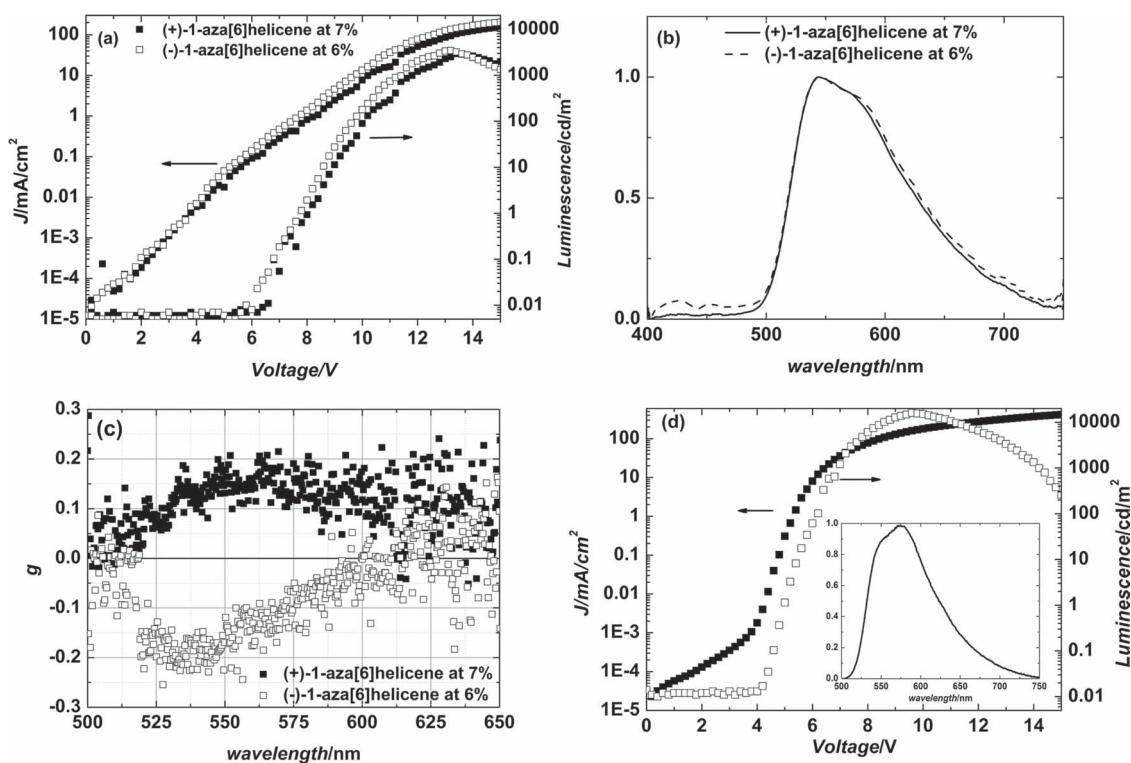 (a)
(+)-1-aza[6]helicene at 7%
(-)-1-aza[6]helicene at 6%
100
10
1
0.1
0.01
1E-3
1E-4
1E-5
J/mA/cm²
10000
1000
100
10
1
0.1
0.01
Luminescence/cd/m²
0 2 4 6 8 10 12 14
Voltage/V
(b)
(+)-1-aza[6]helicene at 7%
(-)-1-aza[6]helicene at 6%
1.0
0.5
0.0
400 500 600 700
wavelength/nm
(c)
0.3
0.2
0.1
0.0
-0.1
-0.2
-0.3
g
(+)-1-aza[6]helicene at 7%
(-)-1-aza[6]helicene at 6%
500 525 550 575 600 625 650
wavelength/nm
(d)
100
10
1
0.1
0.01
1E-3
1E-4
1E-5
J/mA/cm²
10000
1000
100
10
1
0.1
0.01
Luminescence/cd/m²
1.0
0.8
0.6
0.4
0.2
0.0
500 550 600 650 700 750
wavelength/nm
0 2 4 6 8 10 12 14
Voltage/V